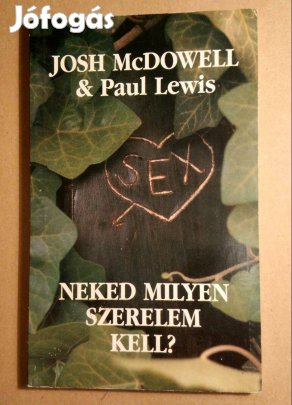 Jófogás
JOSH McDOWELL
& Paul Lewis
SEX
NEKED MILYEN
SZERELEM
KELL?